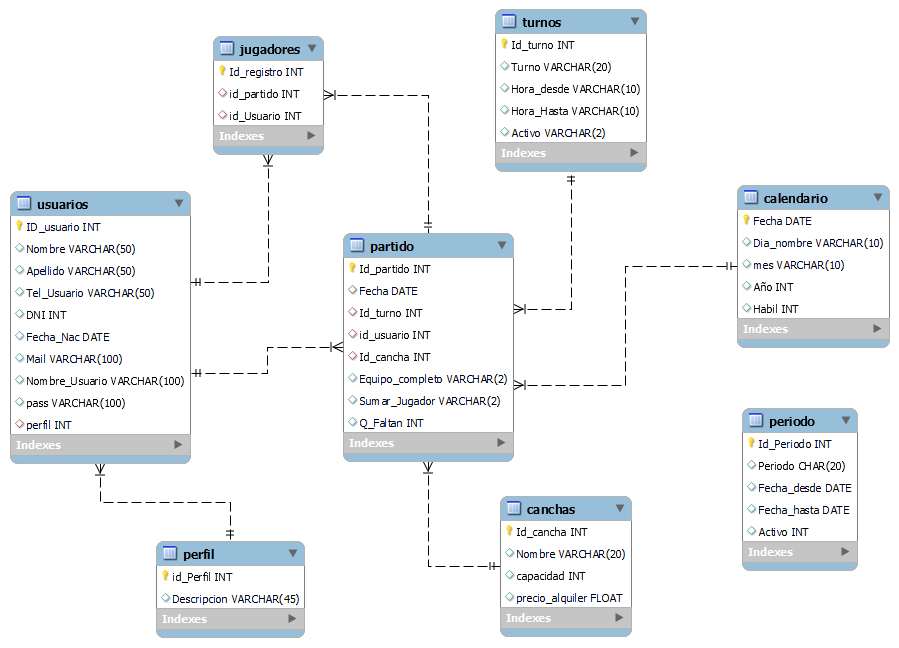 turnos
Id_turno INT
Turno VARCHAR(20)
Hora_desde VARCHAR(10)
Hora_Hasta VARCHAR(10)
Activo VARCHAR(2)
Indexes
jugadores
Id_registro INT
id_partido INT
id_Usuario INT
Indexes
usuarios
ID_usuario INT
Nombre VARCHAR(50)
Apellido VARCHAR(50)
Tel_Usuario VARCHAR(50)
DNI INT
Fecha_Nac DATE
Mail VARCHAR(100)
Nombre_Usuario VARCHAR(100)
pass VARCHAR(100)
perfil INT
Indexes
partido
Id_partido INT
Fecha DATE
Id_turno INT
id_usuario INT
Id_cancha INT
Equipo_completo VARCHAR(2)
Sumar_Jugador VARCHAR(2)
Q_Faltan INT
Indexes
calendario
Fecha DATE
Dia_nombre VARCHAR(10)
mes VARCHAR(10)
Año INT
Habil INT
Indexes
periodo
Id_Periodo INT
Periodo CHAR(20)
Fecha_desde DATE
Fecha_hasta DATE
Activo INT
Indexes
canchas
Id_cancha INT
Nombre VARCHAR(20)
capacidad INT
precio_alquiler FLOAT
Indexes
perfil
id_Perfil INT
Descripcion VARCHAR(45)
Indexes